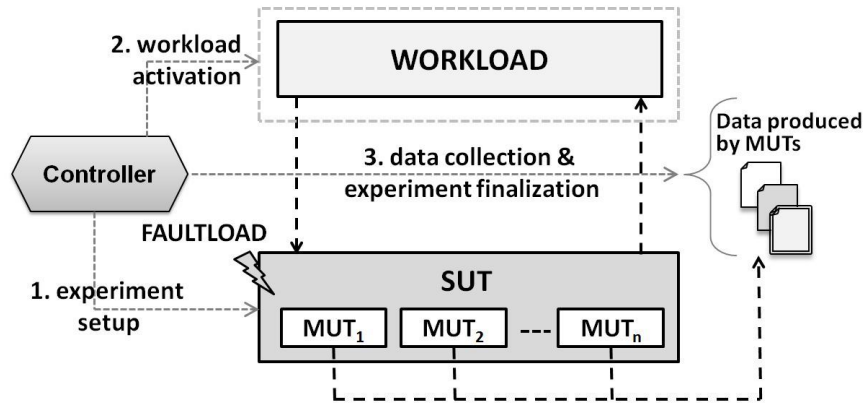 2. workload
activation
WORKLOAD
Data produced
by MUTs
Controller
3. data collection &
experiment finalization
FAULTLOAD
1. experiment
setup
SUT
MUT1
MUT2
---
MUTn